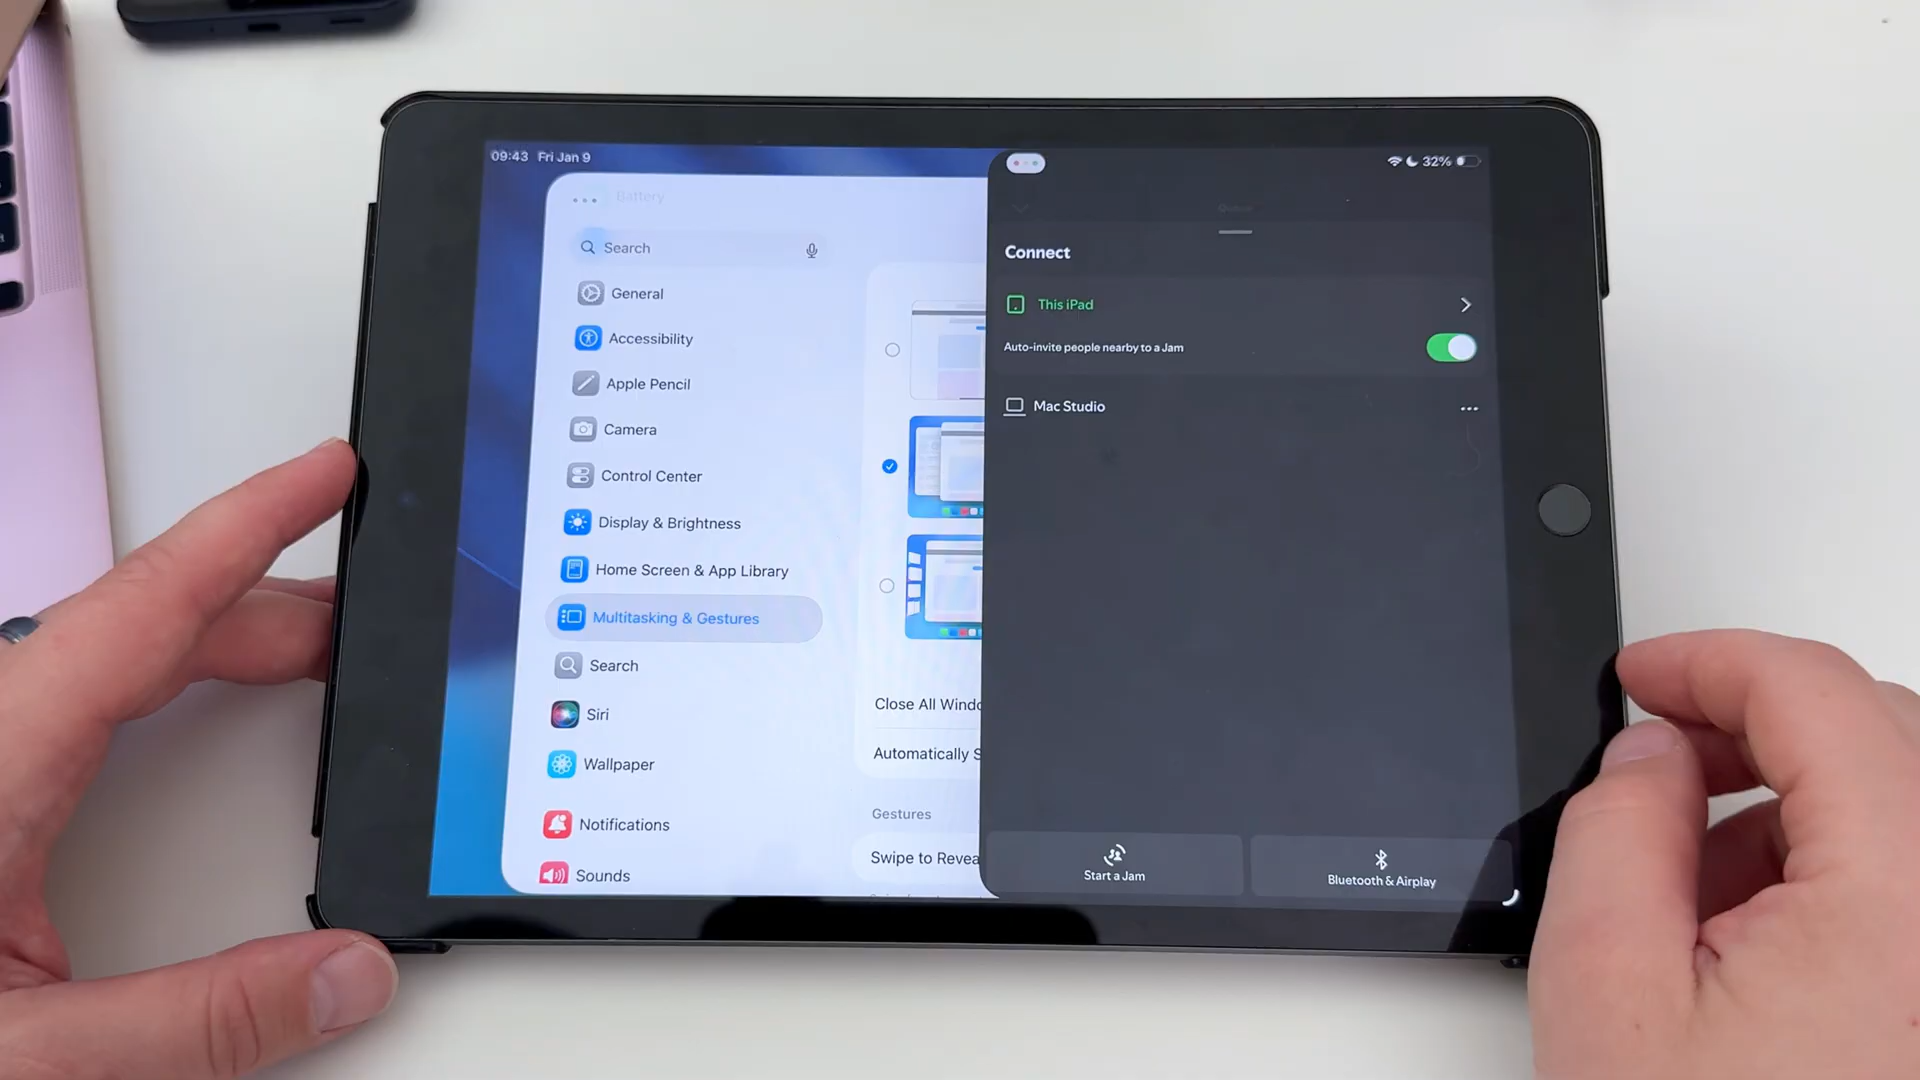 09:43 Fri Jan 9
32%
Battery
Search
General
Accessibility
Apple Pencil
Camera
Control Center
Display & Brightness
Home Screen & App Library
Multitasking & Gestures
Search
Siri
Wallpaper
Notifications
Sounds
Close All Windo
Automatically S
Gestures
Swipe to Revea
Queue
Connect
This iPad
Auto-invite people nearby to a Jam
Mac Studio
Start a Jam
Bluetooth & Airplay